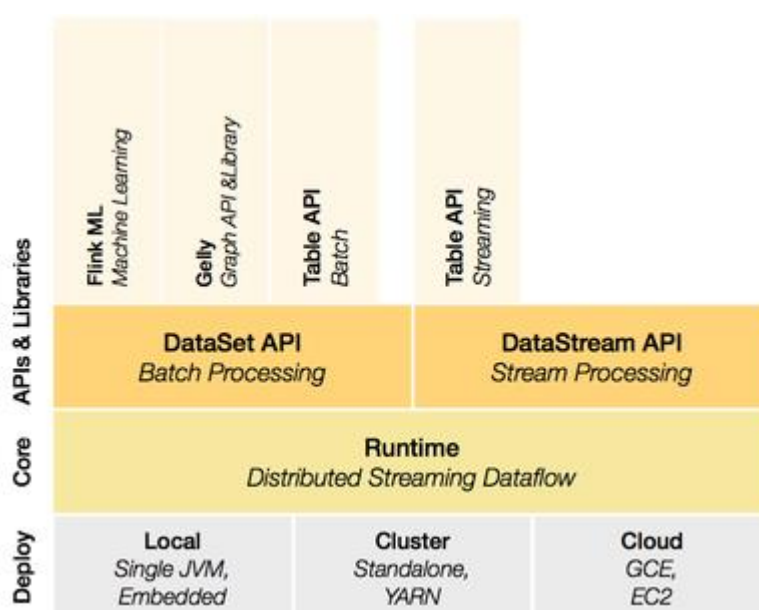 Flink ML
Machine Learning
Gelly
Graph API &Library
Table API
Batch
Table API
Streaming
APIs & Libraries
DataSet API
Batch Processing
DataStream API
Stream Processing
Core
Runtime
Distributed Streaming Dataflow
Deploy
Local
Single JVM,
Embedded
Cluster
Standalone,
YARN
Cloud
GCE,
EC2